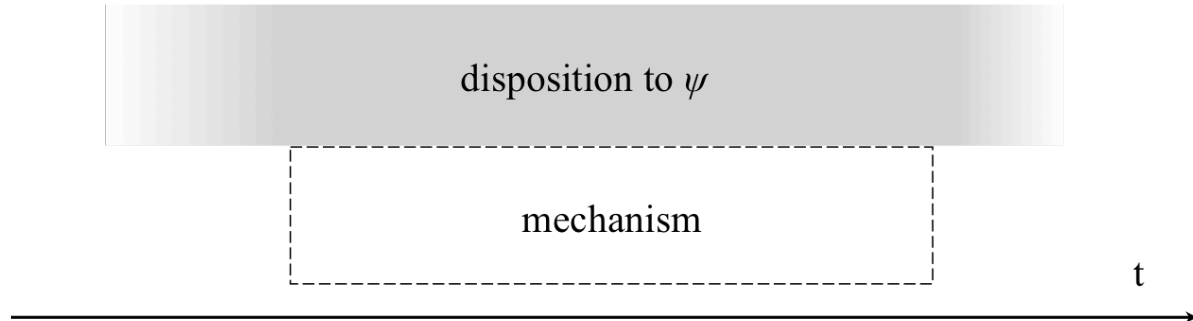 disposition to ψ
mechanism
t